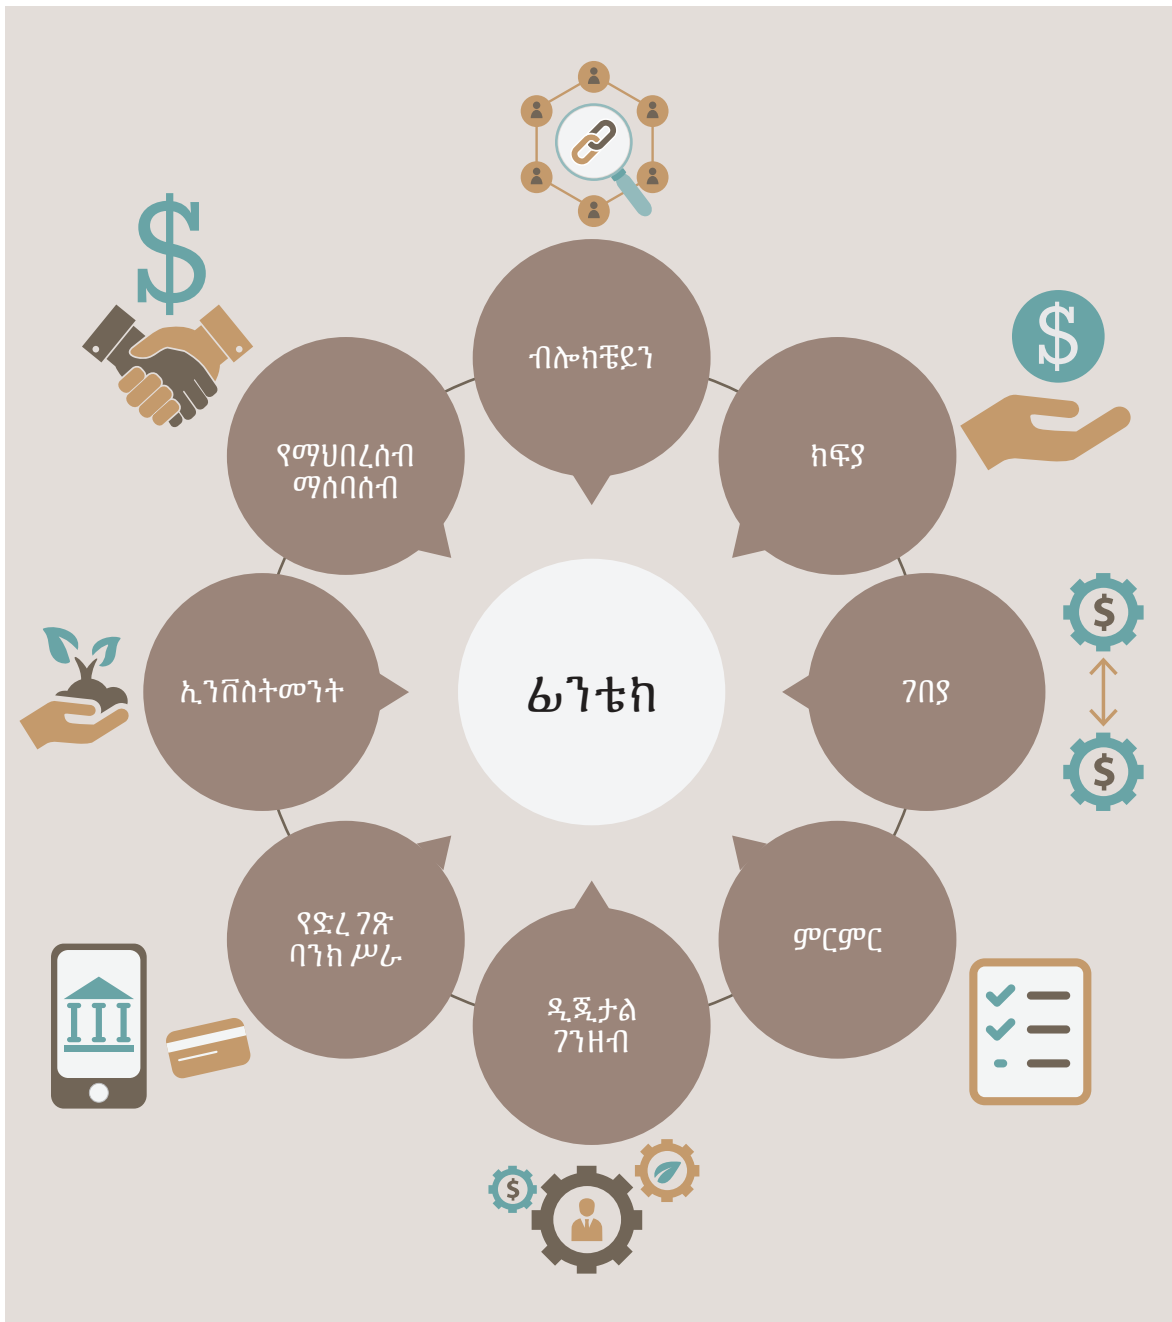 ብሎክቼይን
ክፍያ
ገበያ
ምርምር
ዲጂታል
ገንዘብ
የድረ ገጽ
ባንክ ሥራ
ኢንቨስትመንት
የማህበረሰብ
ማሰባሰብ
ፊንቴክ
$
$
$
$
$